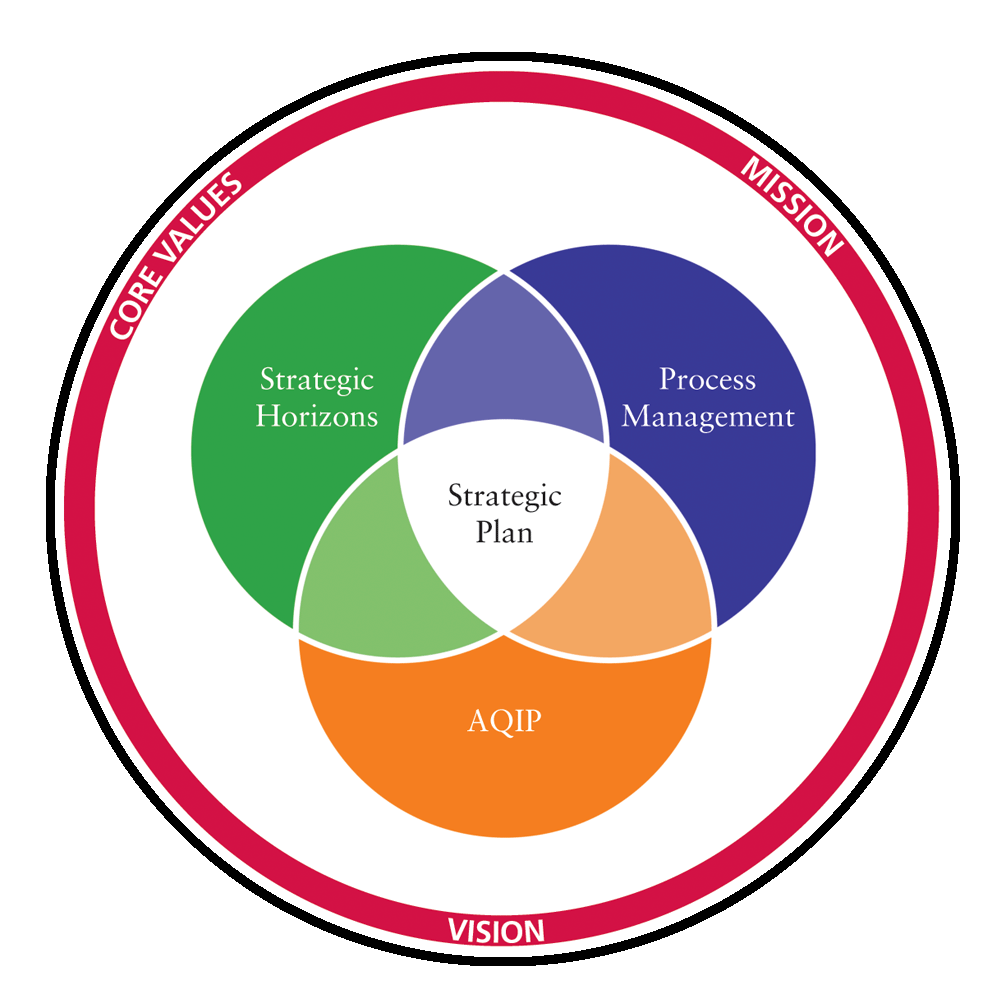 CORE VALUES
MISSION
Strategic
Horizons
Process
Management
Strategic
Plan
AQIP
VISION